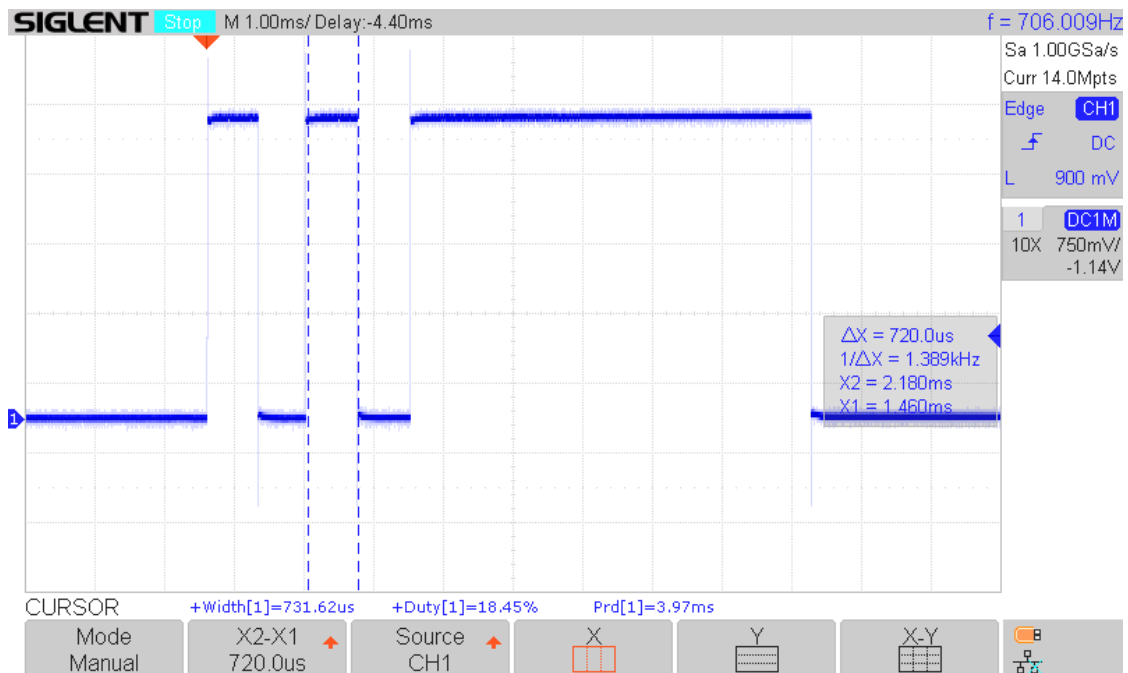 SIGLENT Stop M 1.00ms/ Delay:-4.40ms f = 706.009Hz
Sa 1.00GSa/s
Curr 14.0Mpts
Edge CH1
DC
L 900 mV
1 DC1M
10X 750mV/
-1.14V
ΔX = 720.0us
1/ΔX = 1.389kHz
X2 = 2.180ms
X1 = 1.460ms
1
CURSOR +Width[1]=731.62us +Duty[1]=18.45% Prd[1]=3.97ms
Mode X2-X1 Source X Y X-Y
Manual 720.0us CH1